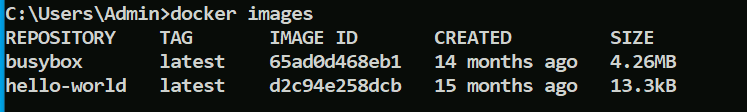 C:\Users\Admin>docker images
REPOSITORY TAG IMAGE ID CREATED SIZE
busybox latest 65ad0d468eb1 14 months ago 4.26MB
hello-world latest d2c94e258dcb 15 months ago 13.3kB